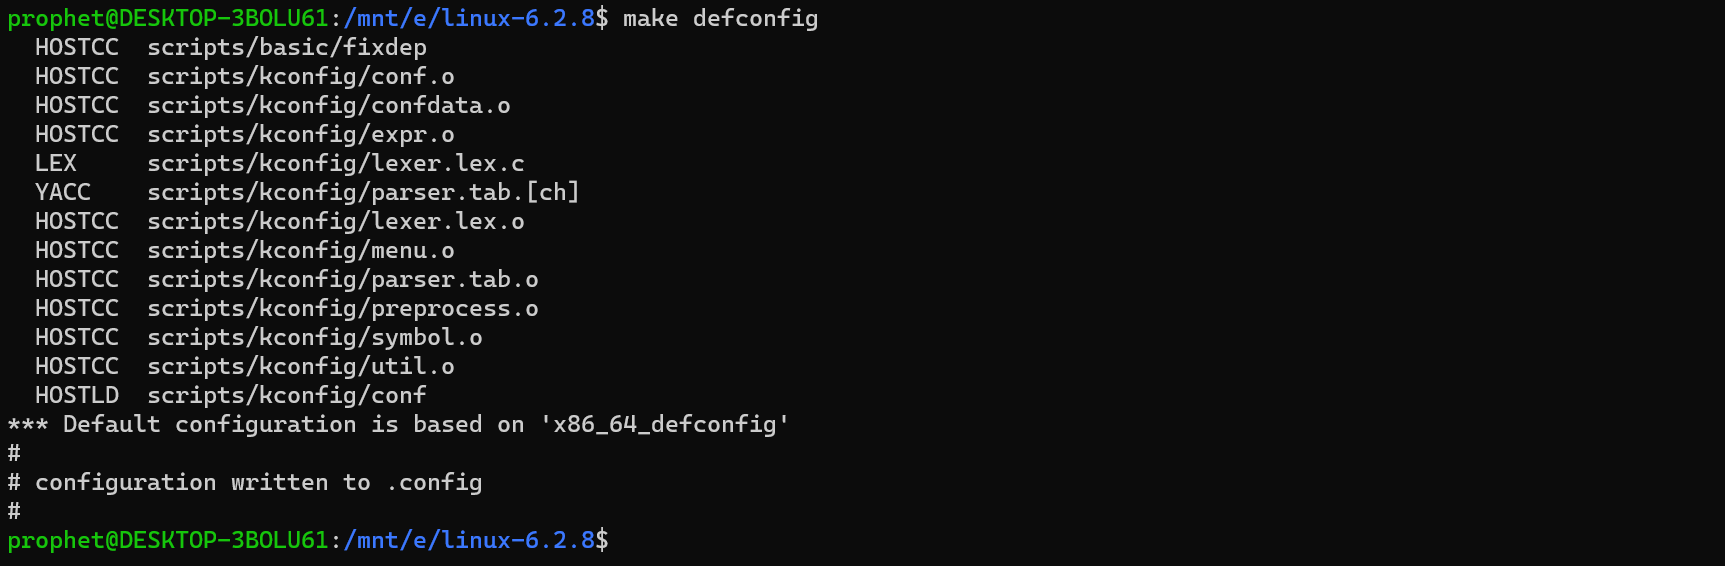 prophet@DESKTOP-3BOLU61:/mnt/e/linux-6.2.8$ make defconfig
  HOSTCC  scripts/basic/fixdep
  HOSTCC  scripts/kconfig/conf.o
  HOSTCC  scripts/kconfig/confdata.o
  HOSTCC  scripts/kconfig/expr.o
  LEX     scripts/kconfig/lexer.lex.c
  YACC    scripts/kconfig/parser.tab.[ch]
  HOSTCC  scripts/kconfig/lexer.lex.o
  HOSTCC  scripts/kconfig/menu.o
  HOSTCC  scripts/kconfig/parser.tab.o
  HOSTCC  scripts/kconfig/preprocess.o
  HOSTCC  scripts/kconfig/symbol.o
  HOSTCC  scripts/kconfig/util.o
  HOSTLD  scripts/kconfig/conf
*** Default configuration is based on 'x86_64_defconfig'
#
# configuration written to .config
#
prophet@DESKTOP-3BOLU61:/mnt/e/linux-6.2.8$